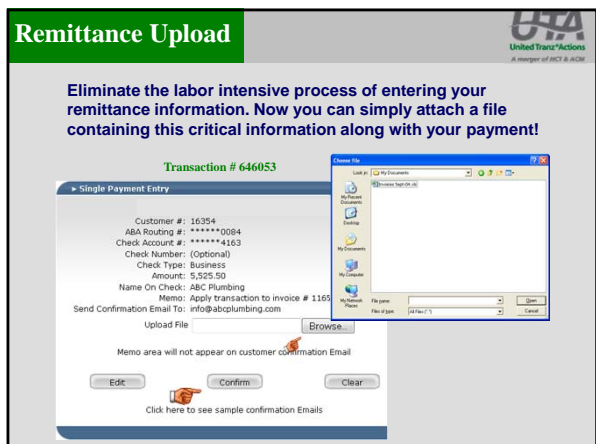 Remittance Upload
UTA
United Tranz*Actions
A merger of NCT & ACM
Eliminate the labor intensive process of entering your
remittance information. Now you can simply attach a file
containing this critical information along with your payment!
Transaction # 646053
Single Payment Entry
Customer #: 16354
ABA Routing #: ******0084
Check Account #: ******4163
Check Number: (Optional)
Check Type: Business
Amount: 5,525.50
Name On Check: ABC Plumbing
Memo: Apply transaction to invoice # 1165
Send Confirmation Email To: info@abcplumbing.com
Upload File
Browse...
Memo area will not appear on customer confirmation Email
Edit
Confirm
Clear
Click here to see sample confirmation Emails
Choose file
Look in:
My Documents
My Recent
Documents
Desktop
My Documents
My Computer
My Network
Places
File name:
Open
Files of type:
All Files (*.*)
Cancel